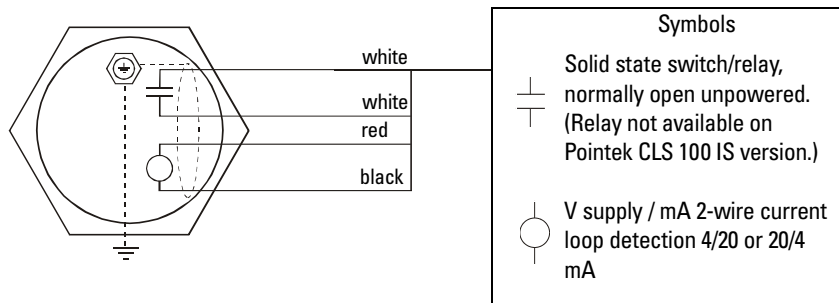 white
white
red
black
Symbols
Solid state switch/relay,
normally open unpowered.
(Relay not available on
Pointek CLS 100 IS version.)
V supply / mA 2-wire current
loop detection 4/20 or 20/4
mA